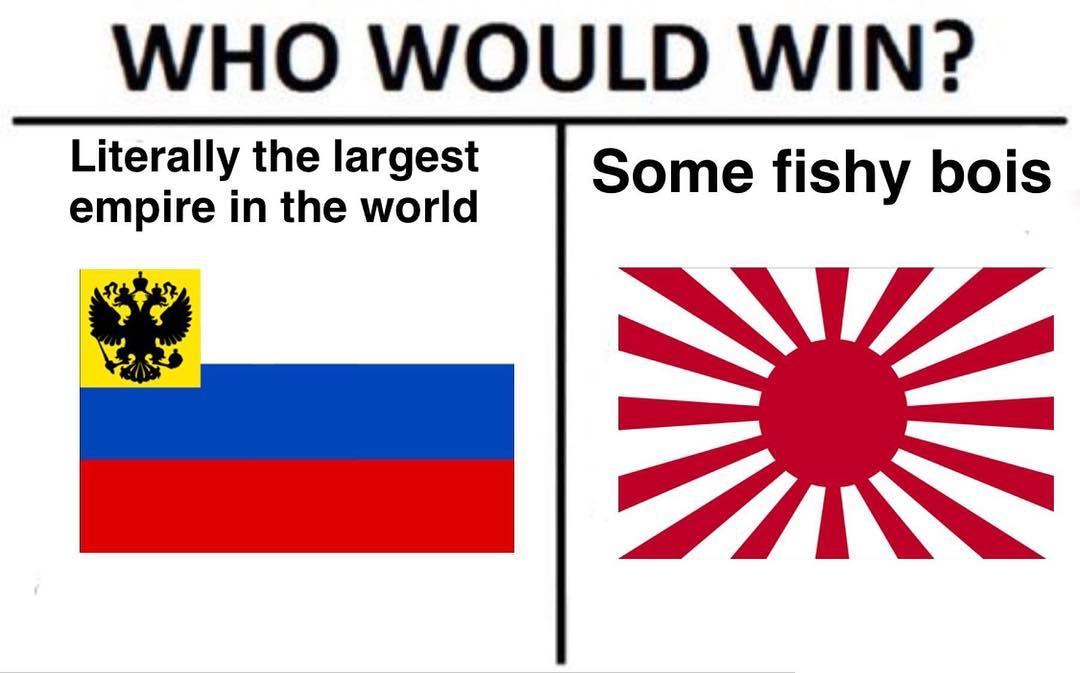 WHO WOULD WIN?
Literally the largest
empire in the world
Some fishy bois